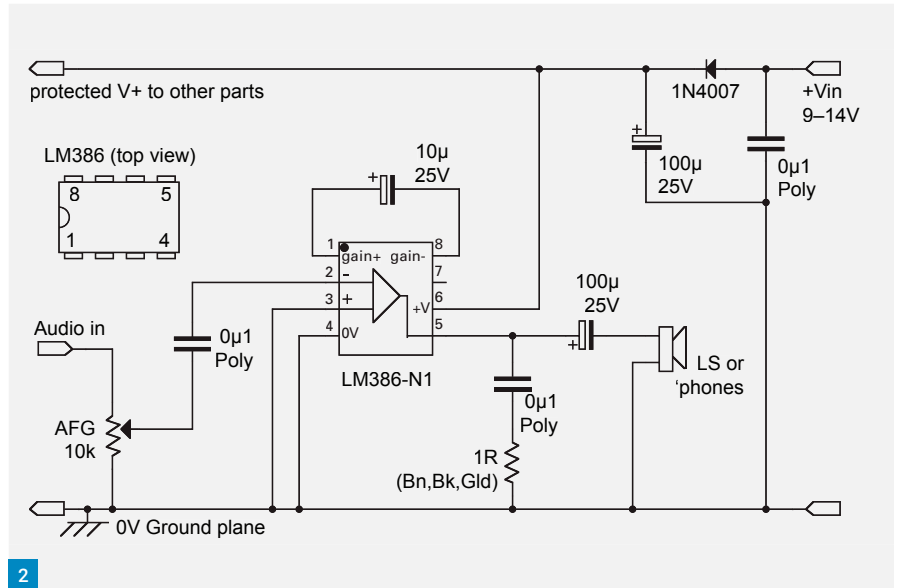 protected V+ to other parts
1N4007
+Vin
9–14V
LM386 (top view)
8
5
1
4
10µ
25V
+
100µ
25V
+
0µ1
Poly
1
gain+
gain-
8
2
-
7
3
+
+V
6
4
0V
5
LM386-N1
100µ
25V
+
Audio in
0µ1
Poly
LS or
'phones
0µ1
Poly
AFG
10k
1R
(Bn,Bk,Gld)
0V Ground plane
2